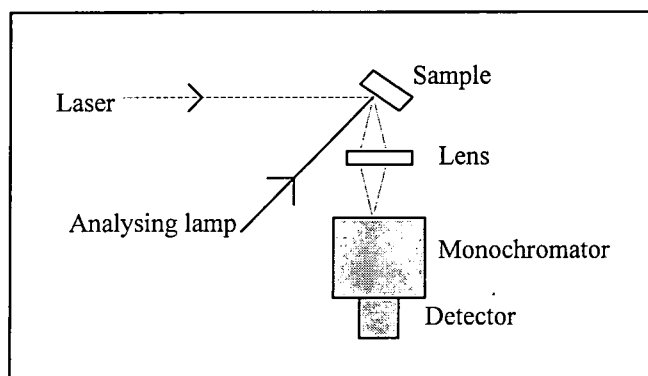 Sample
Laser
Lens
Analysing lamp
Monochromator
Detector